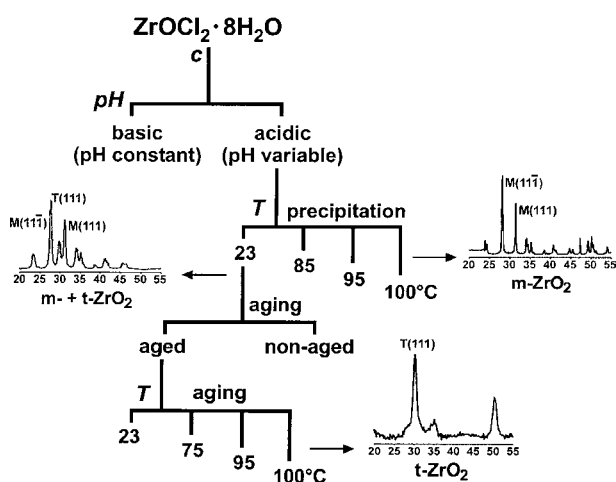 ZrOCl₂·8H₂O
c
pH
basic
(pH constant)
acidic
(pH variable)
T precipitation
23
85
95
100°C
M(11̅1)
T(111)
M(111)
20 25 30 35 40 45 50 55
m- + t-ZrO₂
M(111̅)
M(111)
20 25 30 35 40 45 50 55
m-ZrO₂
aging
aged
non-aged
T aging
23
75
95
100°C
T(111)
20 25 30 35 40 45 50 55
t-ZrO₂